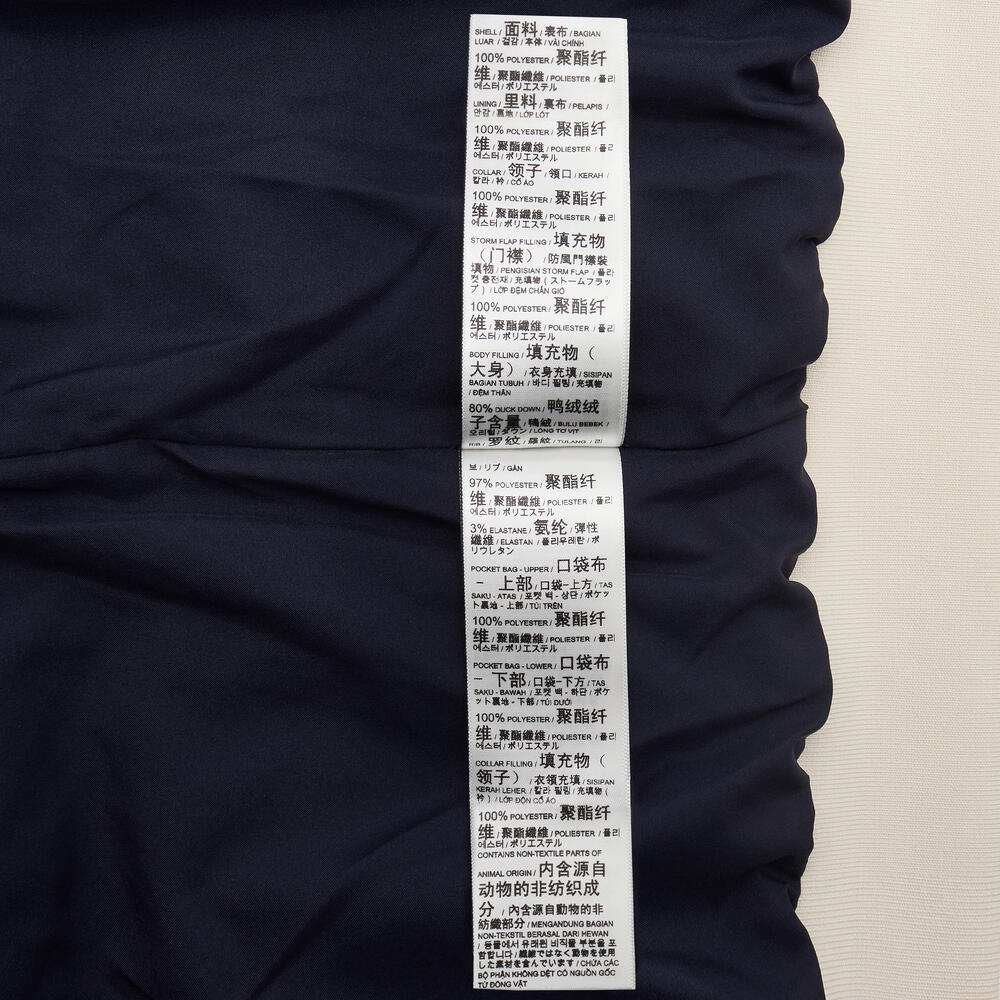 SHELL / 面料 / 表布 / BAGIAN
LUAR / 겉감 / 本体 / VẢI CHÍNH
100% POLYESTER / 聚酯纤
维 / 聚酯纖維 / POLIESTER / 폴리
에스터 / ポリエステル
LINING / 里料 / 裏布 / PELAPIS /
안감 / 裏地 / LỚP LÓT
100% POLYESTER / 聚酯纤
维 / 聚酯纖維 / POLIESTER / 폴리
에스터 / ポリエステル
COLLAR / 领子 / 領口 / KERAH /
칼라 / 衿 / CỔ ÁO
100% POLYESTER / 聚酯纤
维 / 聚酯纖維 / POLIESTER / 폴리
에스터 / ポリエステル
STORM FLAP FILLING / 填充物
（门襟） / 防風門襟裝
填物 / PENGISIAN STORM FLAP / 플라
켓 충전재 / 充填物 ( ストームフラッ
プ ) / LỚP ĐỆM CHẮN GIÓ
100% POLYESTER / 聚酯纤
维 / 聚酯纖維 / POLIESTER / 폴리
에스터 / ポリエステル
BODY FILLING / 填充物（
大身） / 衣身充填 / SISIPAN
BAGIAN TUBUH / 바디 필링 / 充填物
/ ĐỆM THÂN
80% DUCK DOWN / 鸭绒绒
子含量 / 鴨絨 / BULU BEBEK /
오리털 / ダウン / LÔNG TƠ VỊT
RIB / 罗纹 / 羅紋 / TULANG / 리
브 / リブ / GÂN
97% POLYESTER / 聚酯纤
维 / 聚酯纖維 / POLIESTER / 폴리
에스터 / ポリエステル
3% ELASTANE / 氨纶 / 彈性
纖維 / ELASTAN / 폴리우레탄 / ポ
リウレタン
POCKET BAG - UPPER / 口袋布
- 上部 / 口袋-上方 / TAS
SAKU - ATAS / 포켓 백 - 상단 / ポケッ
ト裏地 - 上部 / TÚI TRÊN
100% POLYESTER / 聚酯纤
维 / 聚酯纖維 / POLIESTER / 폴리
에스터 / ポリエステル
POCKET BAG - LOWER / 口袋布
- 下部 / 口袋-下方 / TAS
SAKU - BAWAH / 포켓 백 - 하단 / ポケ
ット裏地 - 下部 / TÚI DƯỚI
100% POLYESTER / 聚酯纤
维 / 聚酯纖維 / POLIESTER / 폴리
에스터 / ポリエステル
COLLAR FILLING / 填充物（
领子） / 衣領充填 / SISIPAN
KERAH LEHER / 칼라 필링 / 充填物 (
衿 ) / LỚP ĐỘN CỔ ÁO
100% POLYESTER / 聚酯纤
维 / 聚酯纖維 / POLIESTER / 폴리
에스터 / ポリエステル
CONTAINS NON-TEXTILE PARTS OF
ANIMAL ORIGIN / 内含源自
动物的非纺织成
分 / 內含源自動物的非
紡織部分 / MENGANDUNG BAGIAN
NON-TEKSTIL BERASAL DARI HEWAN
/ 동물에서 유래된 비직물 부분을 포
함합니다 / 繊維ではなく動物を使用
した素材を含んでいます / CHỨA CÁC
BỘ PHẬN KHÔNG DỆT CÓ NGUỒN GỐC
TỪ ĐỘNG VẬT